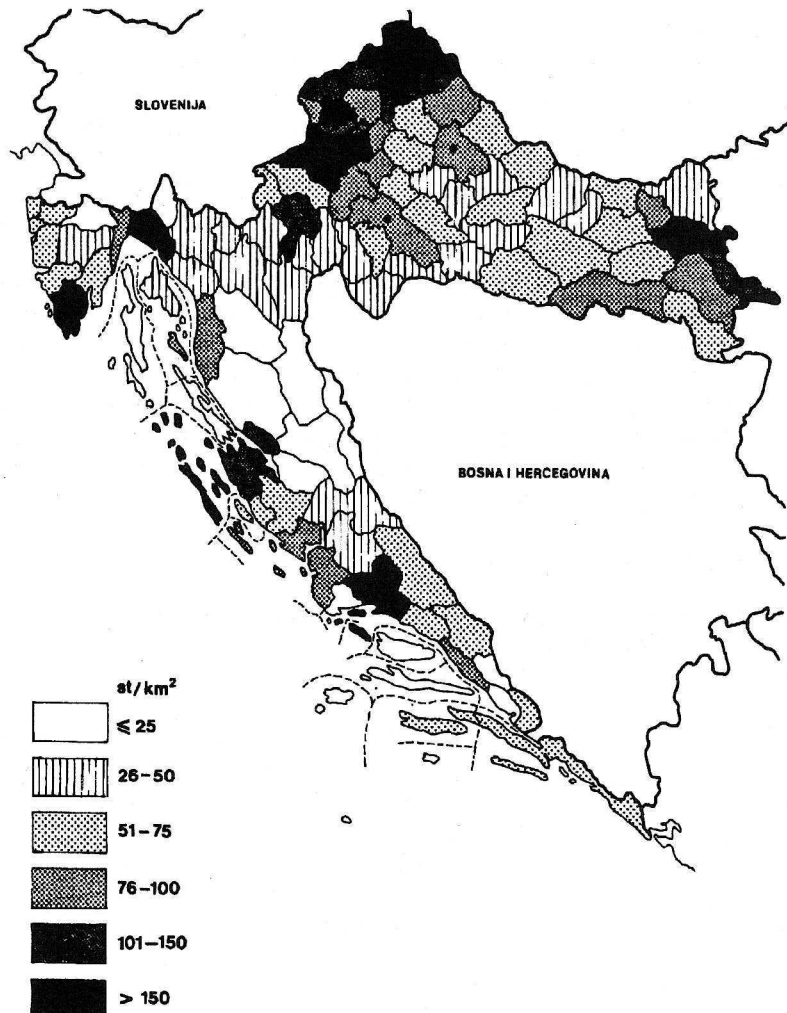 SLOVENIJA
BOSNA I HERCEGOVINA
st/km²
⩽ 25
26–50
51–75
76–100
101–150
> 150